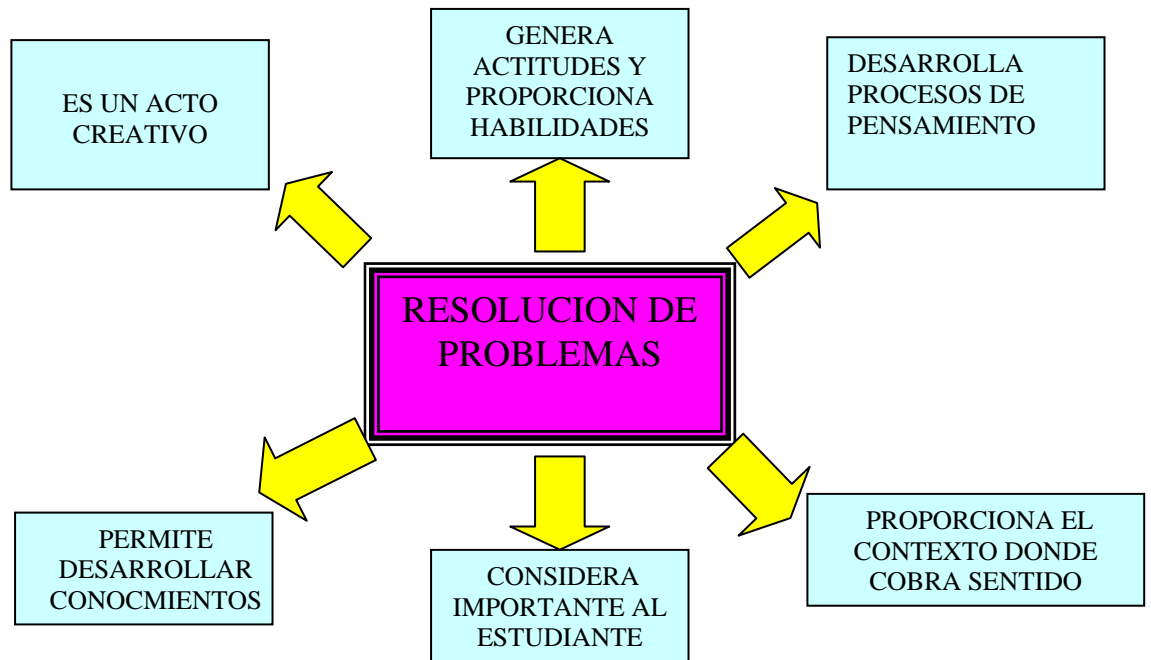 ES UN ACTO
CREATIVO
GENERA
ACTITUDES Y
PROPORCIONA
HABILIDADES
DESARROLLA
PROCESOS DE
PENSAMIENTO
RESOLUCION DE
PROBLEMAS
PERMITE
DESARROLLAR
CONOCMIENTOS
CONSIDERA
IMPORTANTE AL
ESTUDIANTE
PROPORCIONA EL
CONTEXTO DONDE
COBRA SENTIDO